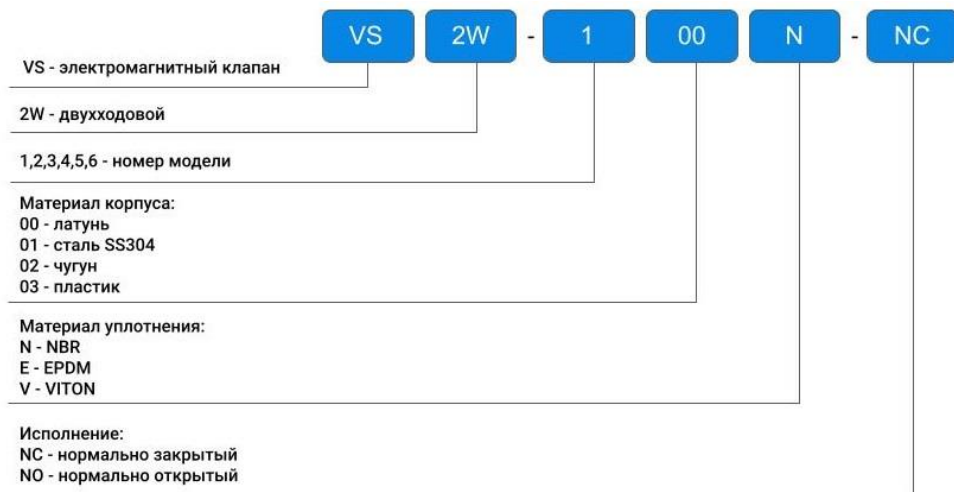 VS 2W - 1 00 N - NC
VS - электромагнитный клапан
2W - двухходовой
1,2,3,4,5,6 - номер модели
Материал корпуса:
00 - латунь
01 - сталь SS304
02 - чугун
03 - пластик
Материал уплотнения:
N - NBR
E - EPDM
V - VITON
Исполнение:
NC - нормально закрытый
NO - нормально открытый